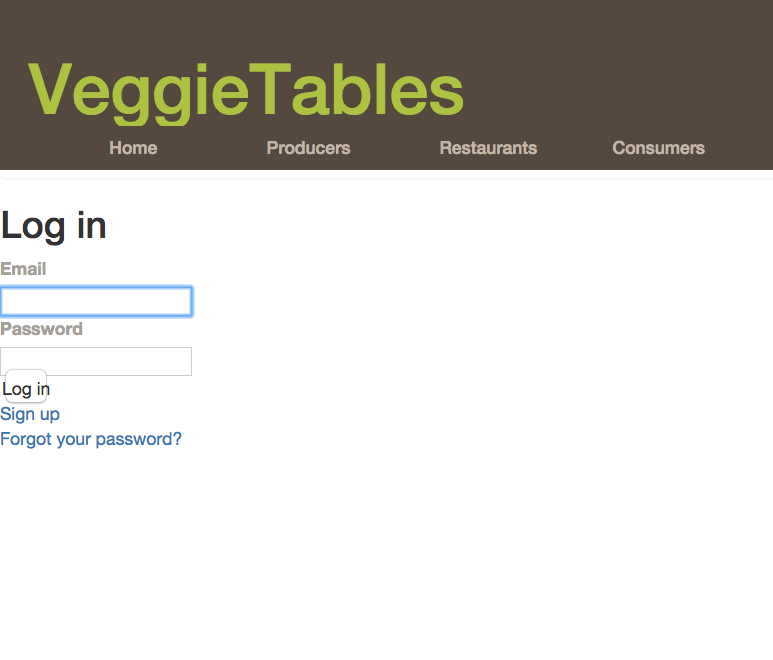 VeggieTables
Home Producers Restaurants Consumers
Log in
Email
Password
Log in
Sign up
Forgot your password?